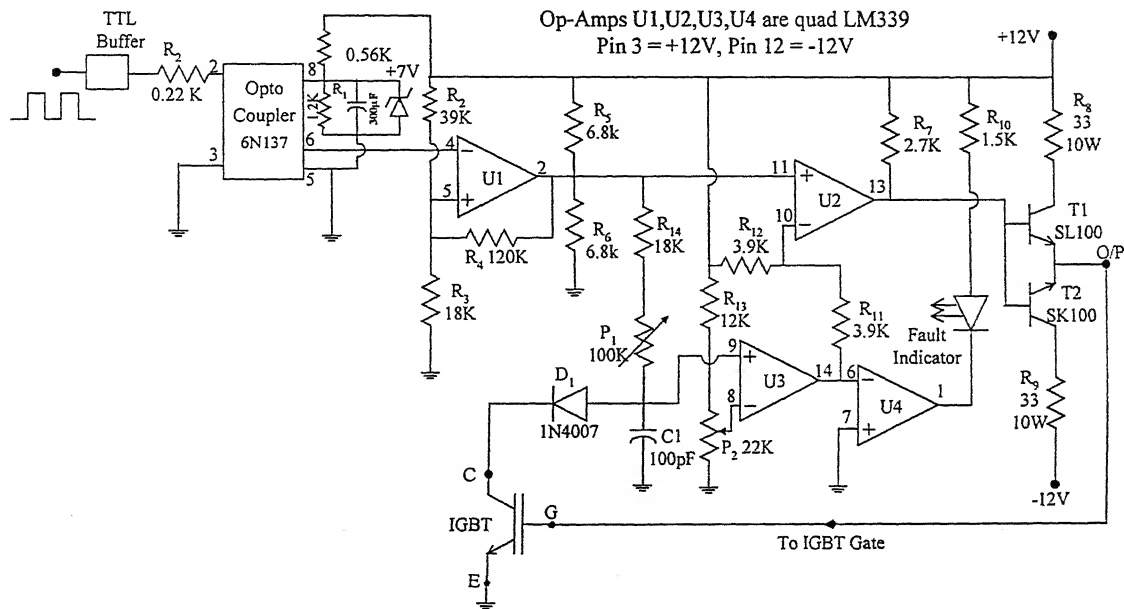 Op-Amps U1,U2,U3,U4 are quad LM339
Pin 3 = +12V, Pin 12 = -12V
TTL
Buffer
R2
0.22 K
2
3
Opto
Coupler
6N137
8
6
5
1.2K
R1
0.56K
300µF
+7V
R2
39K
4
5
U1
2
R4 120K
R3
18K
R5
6.8k
R6
6.8k
R14
18K
P1
100K
D1
1N4007
C1
100pF
R12
3.9K
R13
12K
P2 22K
11
10
U2
13
R11
3.9K
9
8
U3
14
6
7
U4
1
R7
2.7K
R10
1.5K
Fault
Indicator
+12V
R8
33
10W
T1
SL100
O/P
T2
SK100
R9
33
10W
-12V
C
IGBT
G
E
To IGBT Gate